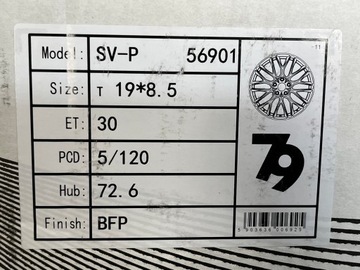 Model: SV-P 56901
Size: T 19*8.5
ET: 30
PCD: 5/120
Hub: 72.6
Finish: BFP
79